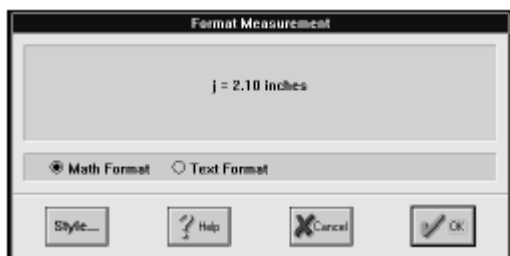 Format Measurement
j = 2.10 inches
Math Format Text Format
Style... Help Cancel OK